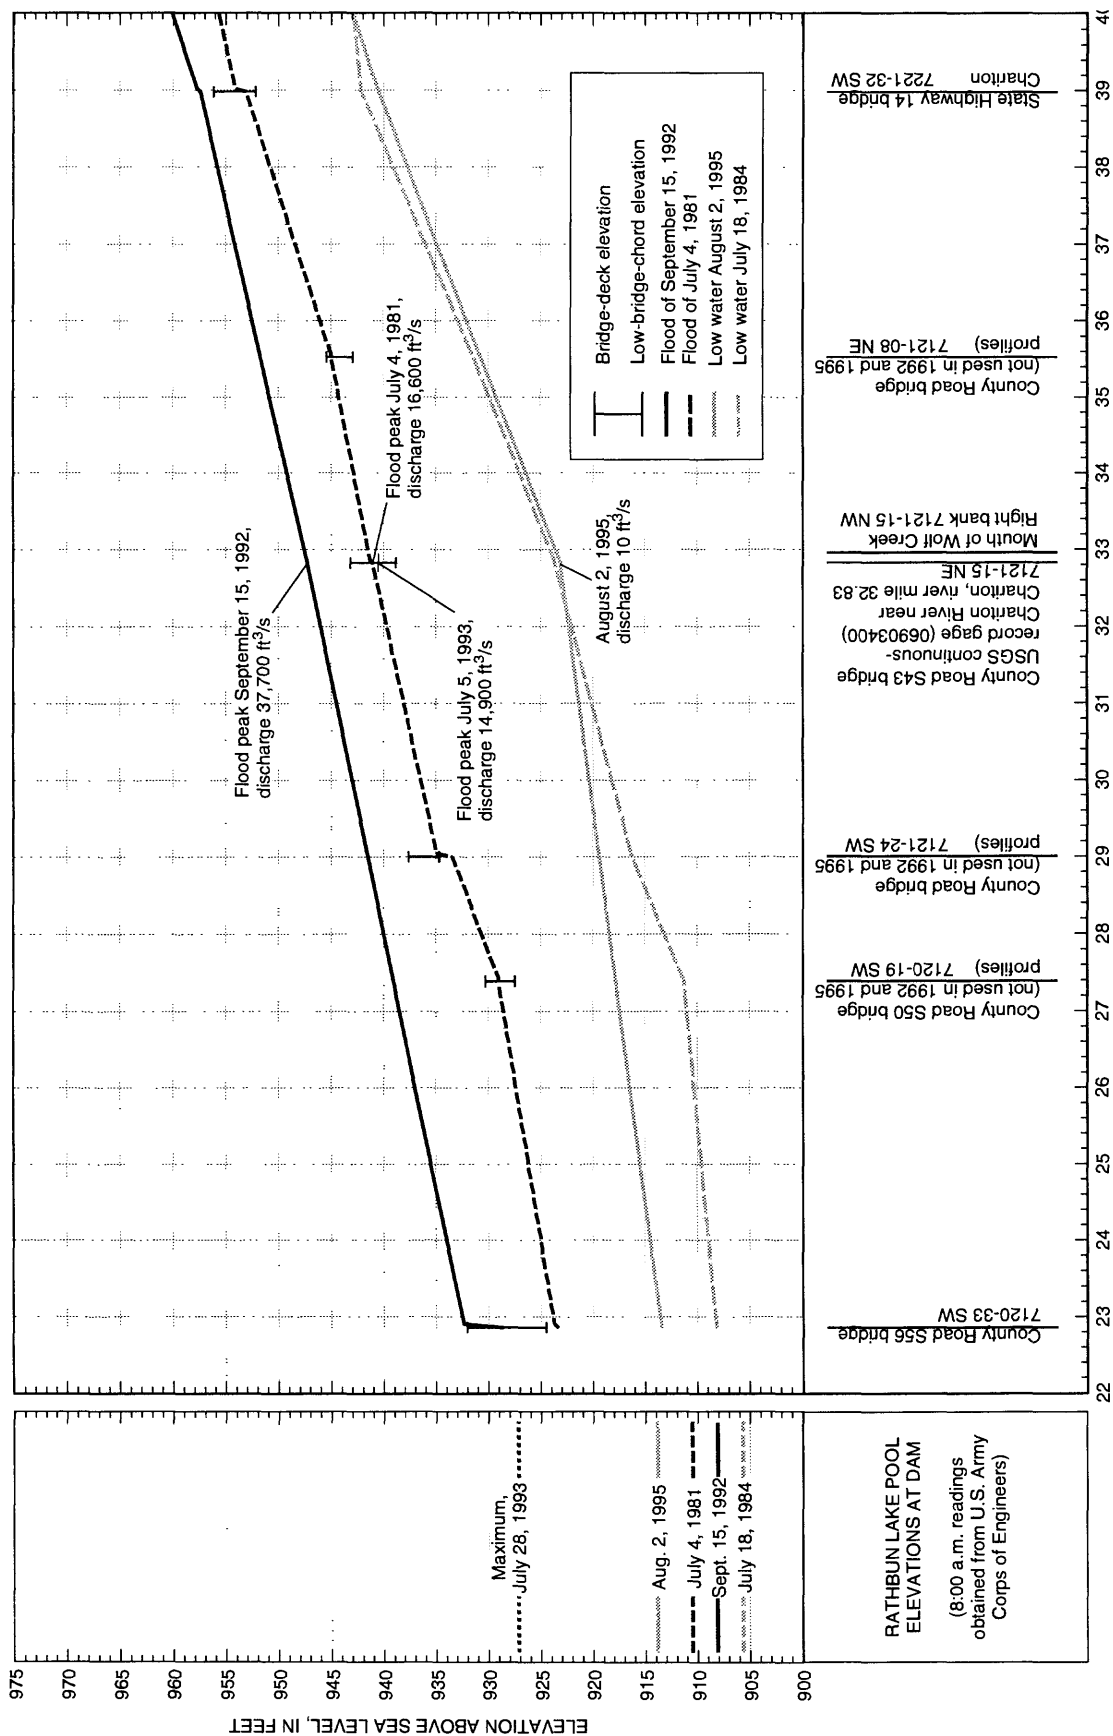 ELEVATION ABOVE SEA LEVEL, IN FEET
975
970
965
960
955
950
945
940
935
930
925
920
915
910
905
900
Maximum,
July 28, 1993
Aug. 2, 1995
July 4, 1981
Sept. 15, 1992
July 18, 1984
RATHBUN LAKE POOL
ELEVATIONS AT DAM
(8:00 a.m. readings
obtained from U.S. Army
Corps of Engineers)
Flood peak September 15, 1992,
discharge 37,700 ft³/s
Flood peak July 4, 1981,
discharge 16,600 ft³/s
Flood peak July 5, 1993,
discharge 14,900 ft³/s
August 2, 1995,
discharge 10 ft³/s
Bridge-deck elevation
Low-bridge-chord elevation
Flood of September 15, 1992
Flood of July 4, 1981
Low water August 2, 1995
Low water July 18, 1984
County Road S56 bridge
7120-33 SW
County Road S50 bridge
(not used in 1992 and 1995
profiles) 7120-19 SW
County Road bridge
(not used in 1992 and 1995
profiles) 7121-24 SW
County Road S43 bridge
USGS continuous-
record gage (06903400)
Chariton River near
Chariton, river mile 32.83
7121-15 NE
Mouth of Wolf Creek
Right bank 7121-15 NW
County Road bridge
(not used in 1992 and 1995
profiles) 7121-08 NE
State Highway 14 bridge
Chariton 7221-32 SW
22
23
24
25
26
27
28
29
30
31
32
33
34
35
36
37
38
39
40